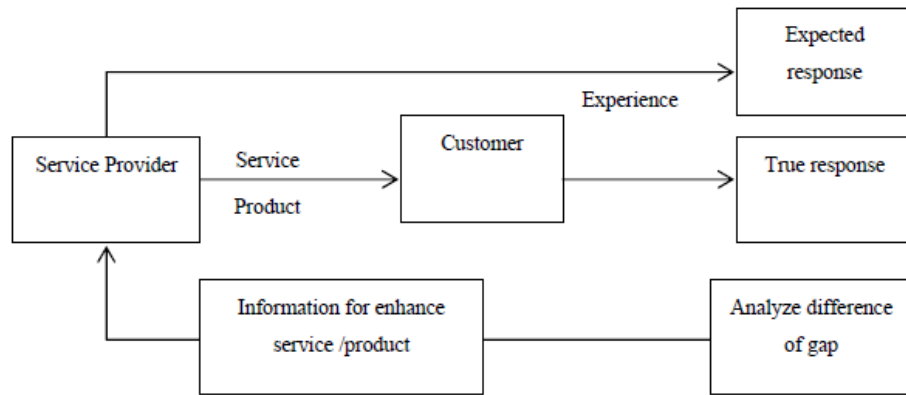 Expected
response
Experience
Service Provider
Service
Product
Customer
True response
Information for enhance
service /product
Analyze difference
of gap